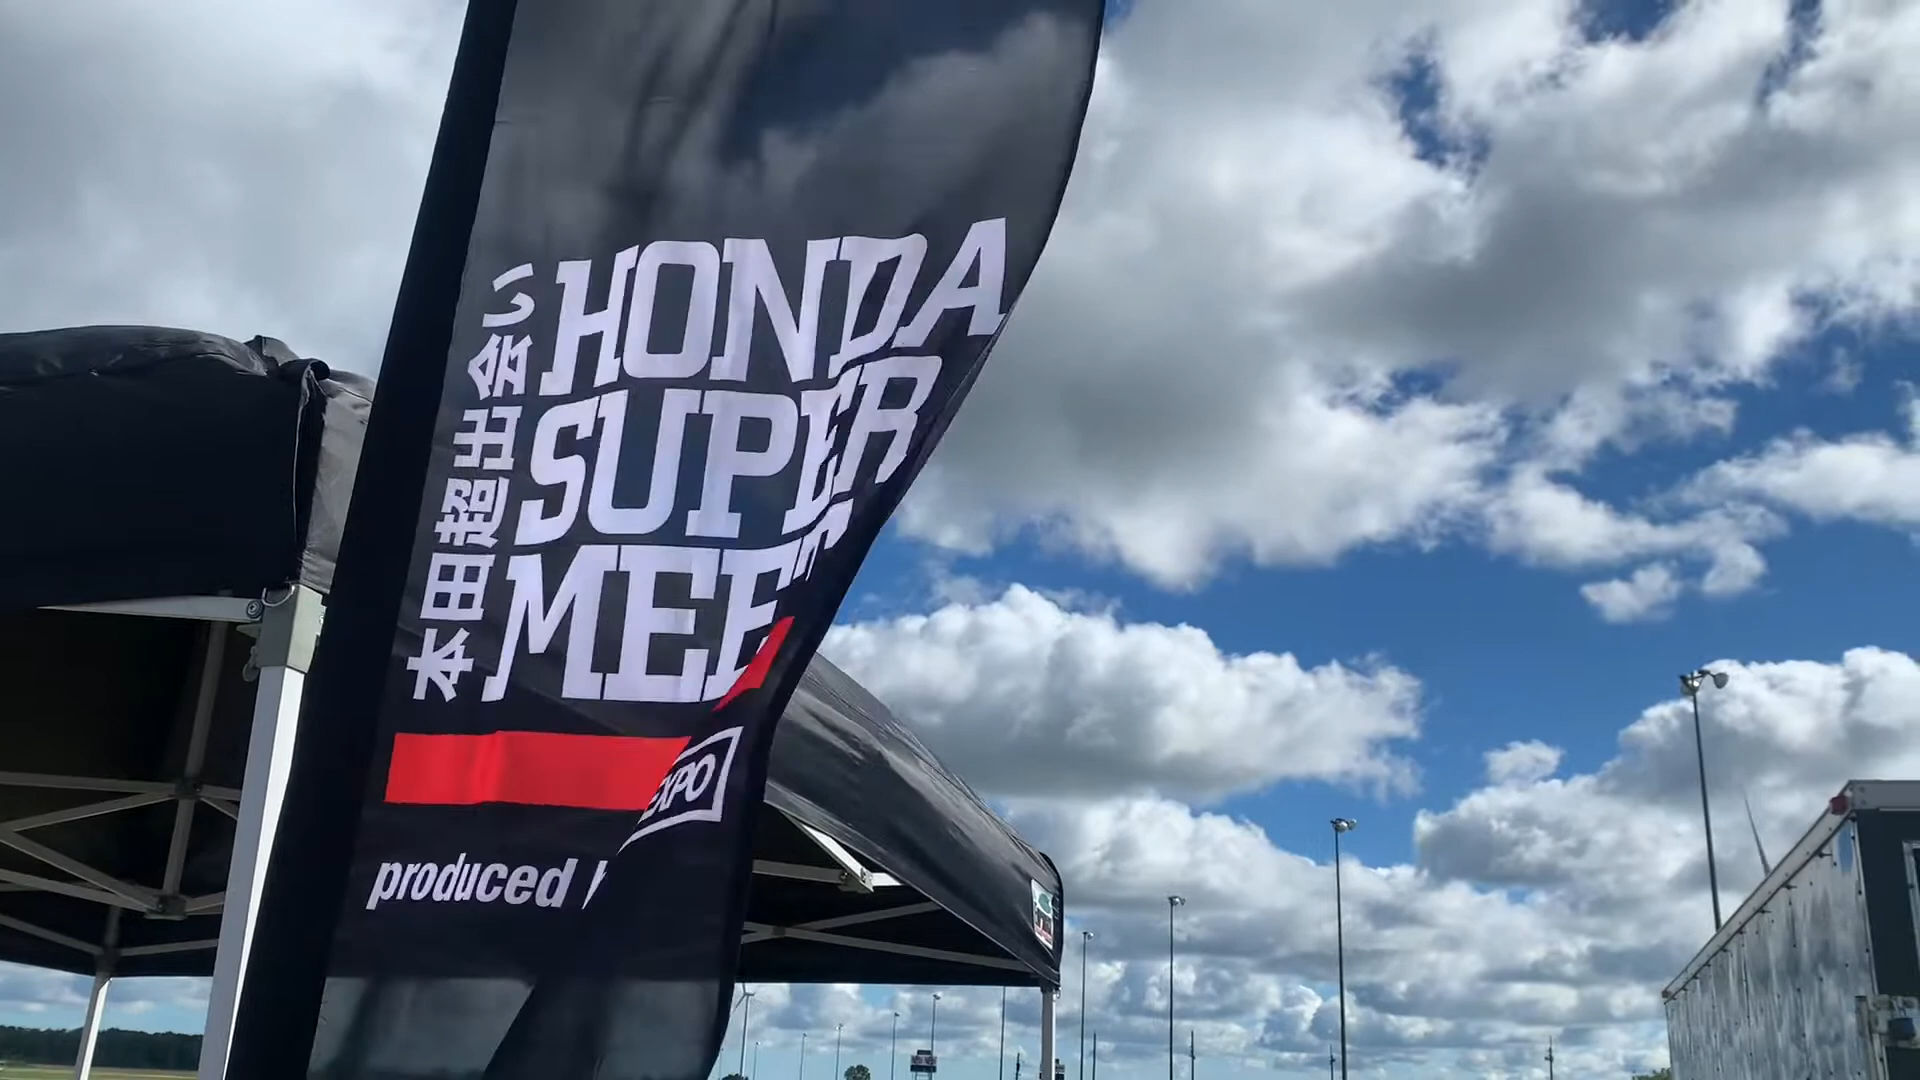 本田超出会い
HONDA
SUPER
MEET
EXPO
produced